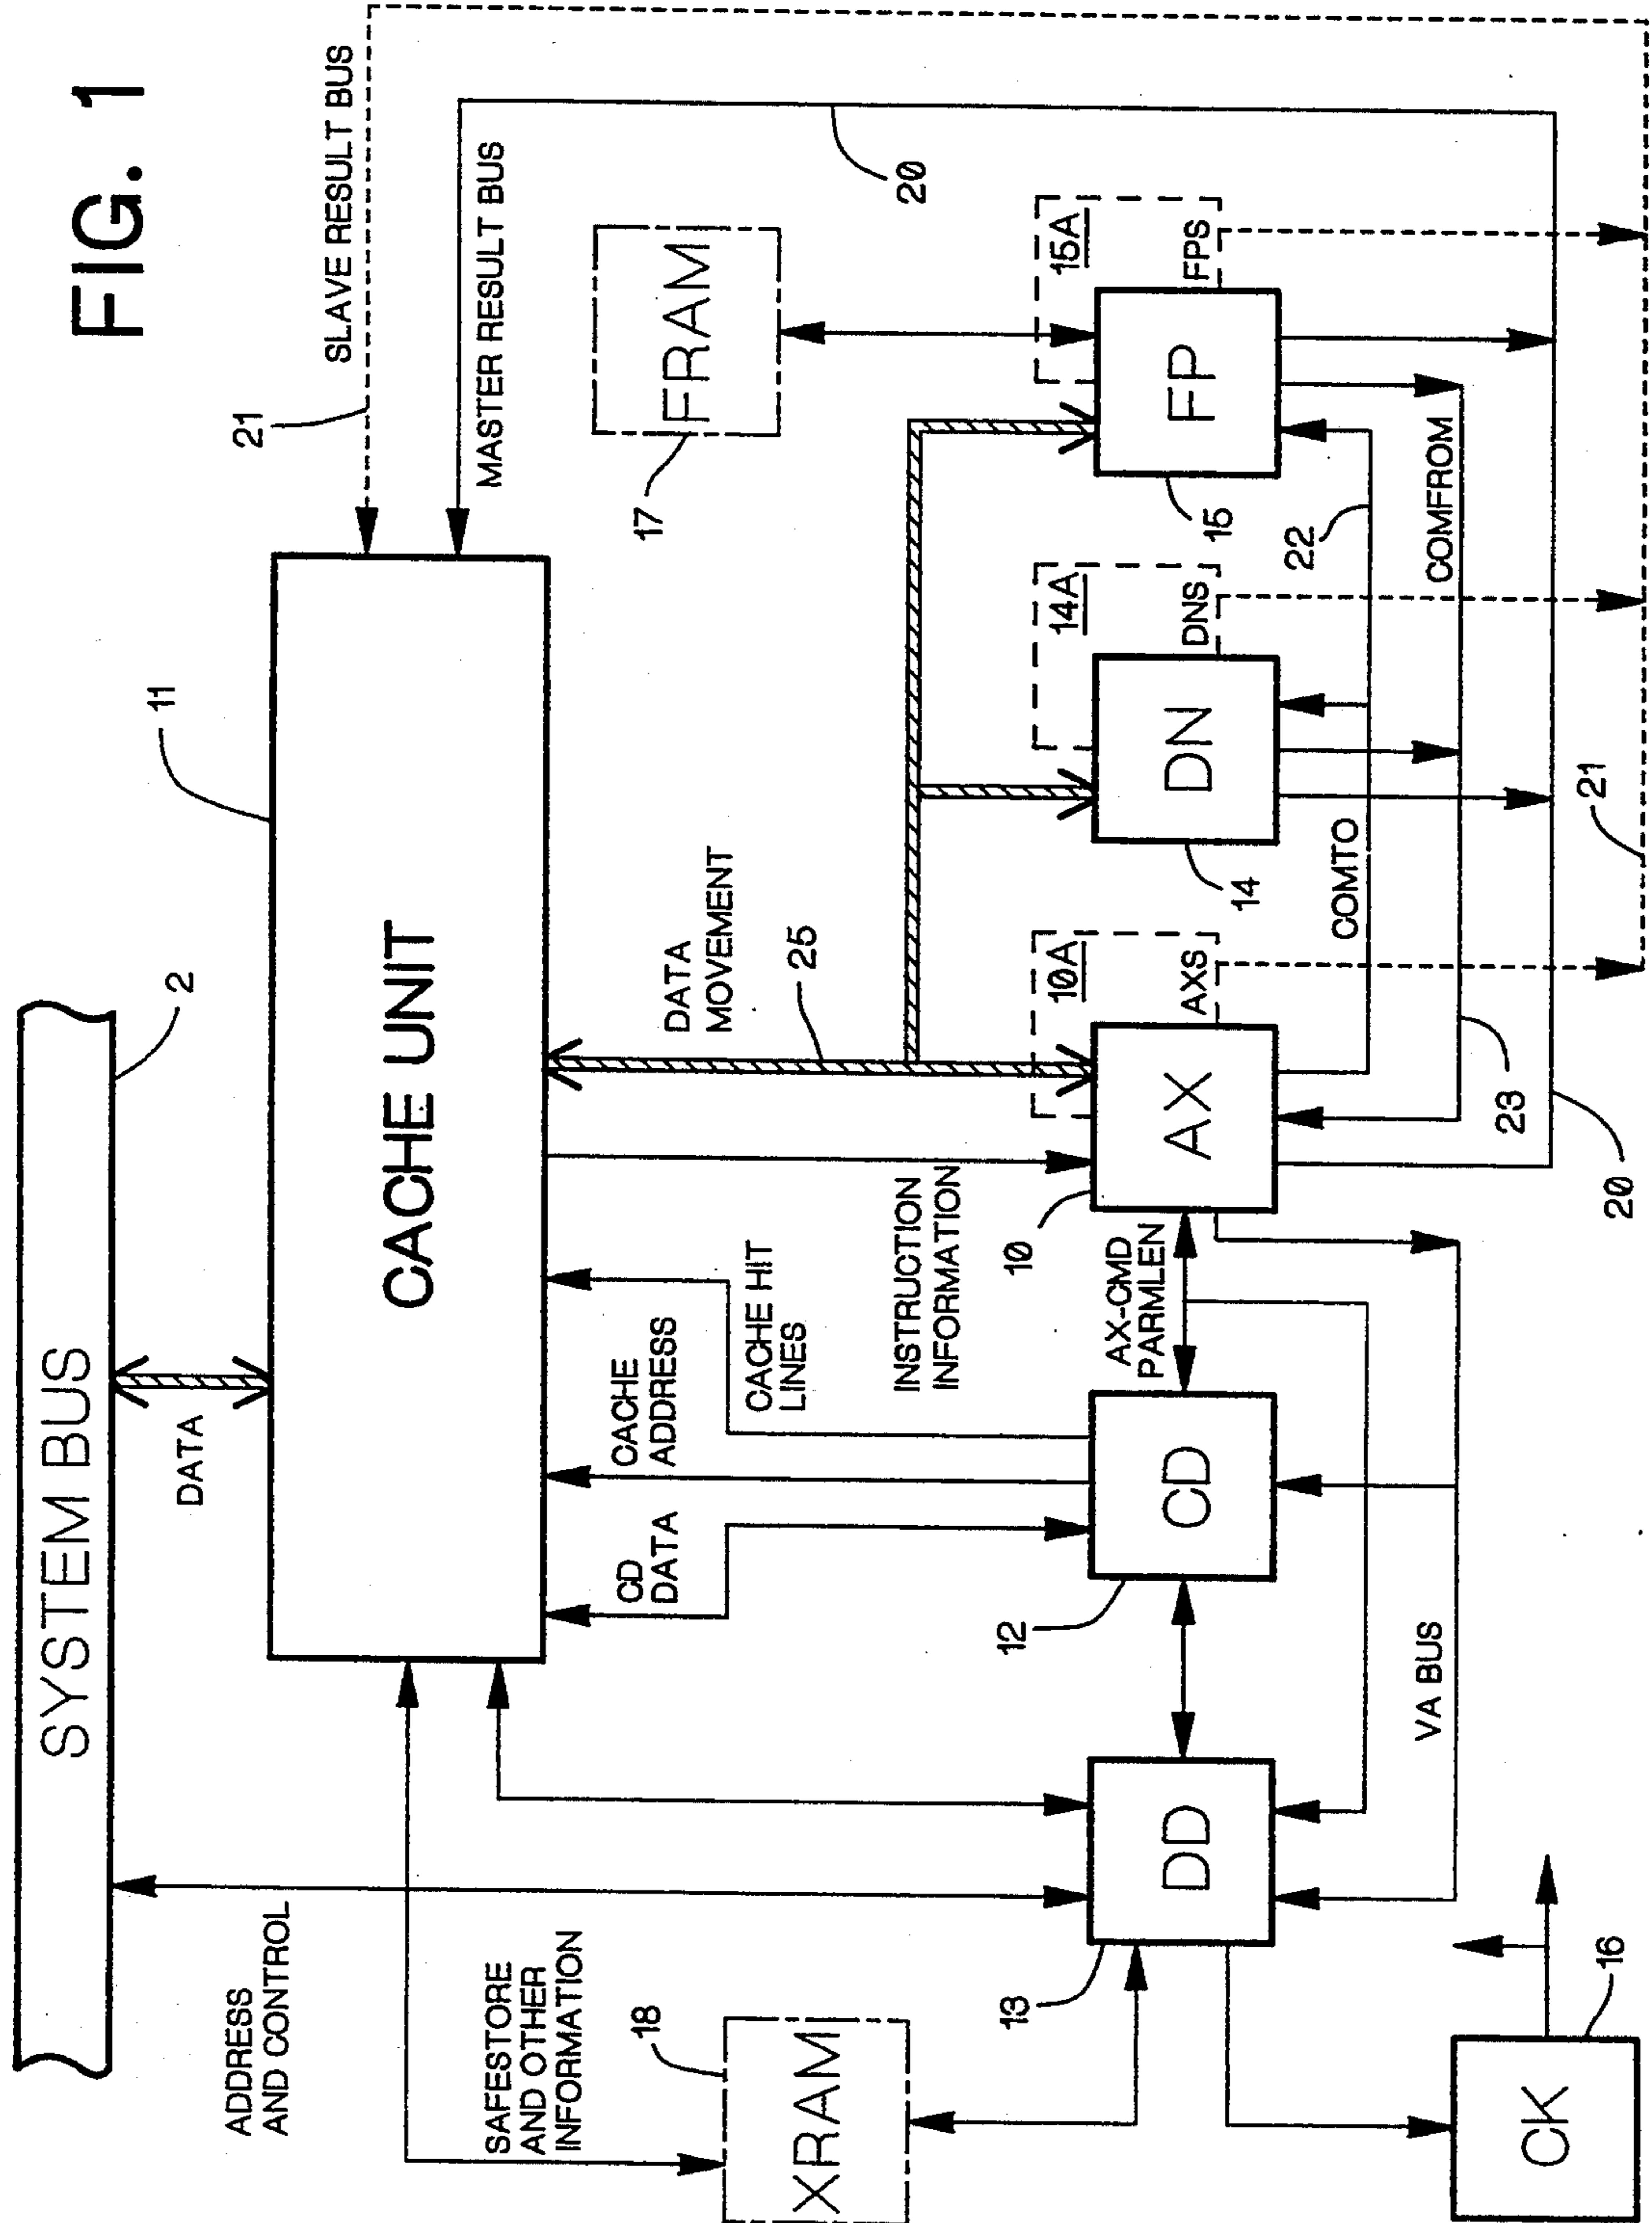 FIG. 1
SYSTEM BUS
2
DATA
ADDRESS
AND CONTROL
11
CACHE UNIT
21
SLAVE RESULT BUS
MASTER RESULT BUS
20
SAFESTORE
AND OTHER
INFORMATION
CD
DATA
CACHE
ADDRESS
CACHE HIT
LINES
DATA
MOVEMENT
25
INSTRUCTION
INFORMATION
17
FRAM
18
XRAM
13
DD
12
CD
AX-CMD
PARMLEN
10
AX
10A
AXS
14
DN
14A
DNS
15
FP
15A
FPS
COMTO
22
COMFROM
23
VA BUS
20
21
CK
16